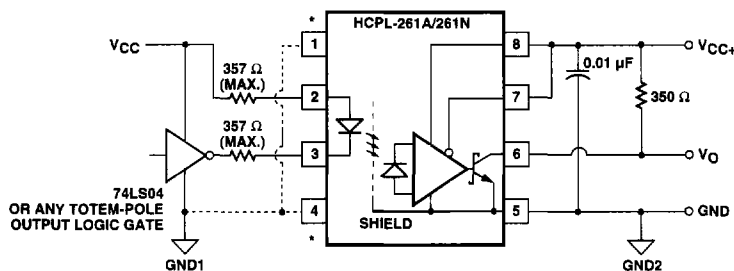 HCPL-261A/261N
*
VCC
1
8
VCC+
0.01 μF
357 Ω
(MAX.)
2
7
350 Ω
357 Ω
(MAX.)
3
6
VO
74LS04
OR ANY TOTEM-POLE
OUTPUT LOGIC GATE
4
SHIELD
5
GND
*
GND1
GND2